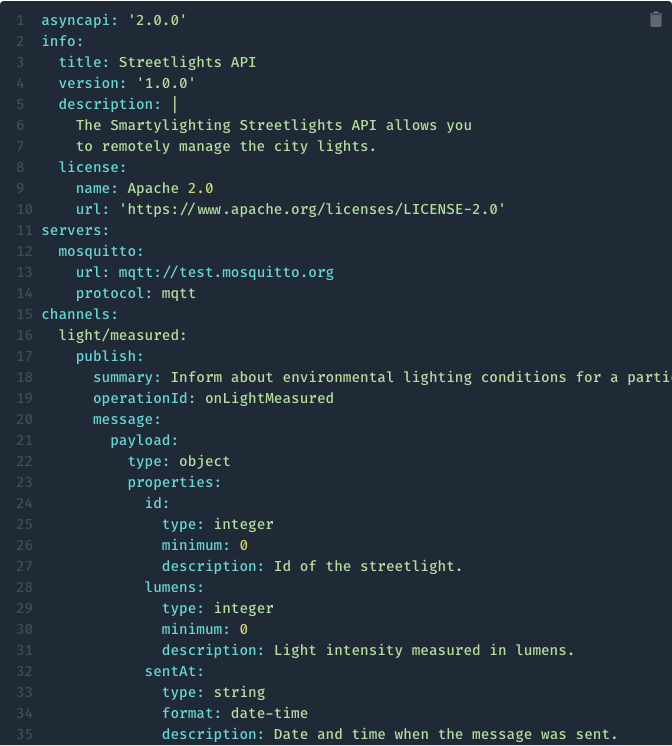 1 asyncapi: '2.0.0'
2 info:
3   title: Streetlights API
4   version: '1.0.0'
5   description: |
6     The Smartylighting Streetlights API allows you
7     to remotely manage the city lights.
8   license:
9     name: Apache 2.0
10     url: 'https://www.apache.org/licenses/LICENSE-2.0'
11 servers:
12   mosquitto:
13     url: mqtt://test.mosquitto.org
14     protocol: mqtt
15 channels:
16   light/measured:
17     publish:
18       summary: Inform about environmental lighting conditions for a parti
19       operationId: onLightMeasured
20       message:
21         payload:
22           type: object
23           properties:
24             id:
25               type: integer
26               minimum: 0
27               description: Id of the streetlight.
28             lumens:
29               type: integer
30               minimum: 0
31               description: Light intensity measured in lumens.
32             sentAt:
33               type: string
34               format: date-time
35               description: Date and time when the message was sent.